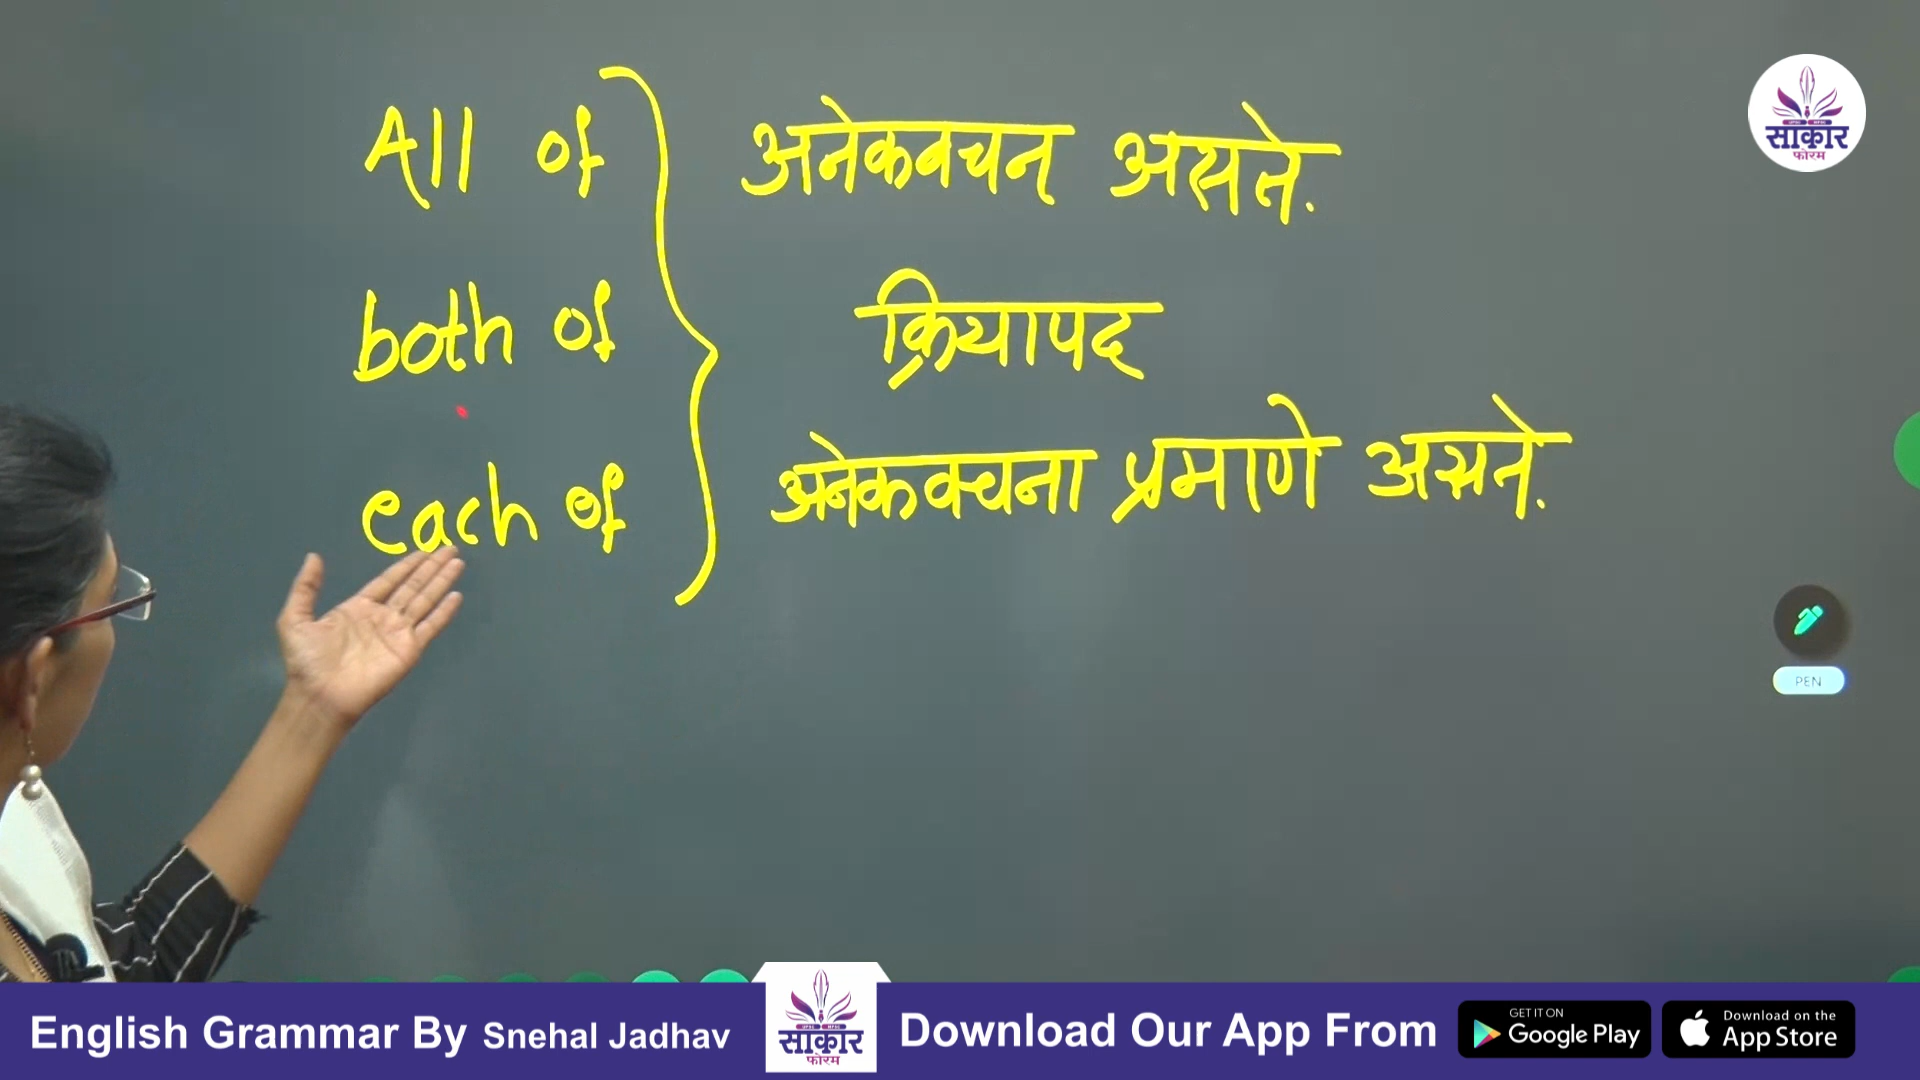 All of
both of
each of
अनेकवचन असते.
क्रियापद
अनेकवचना प्रमाणे असते.
साकार
फोरम
PEN
English Grammar By Snehal Jadhav
साकार
फोरम
Download Our App From
GET IT ON
Google Play
Download on the
App Store